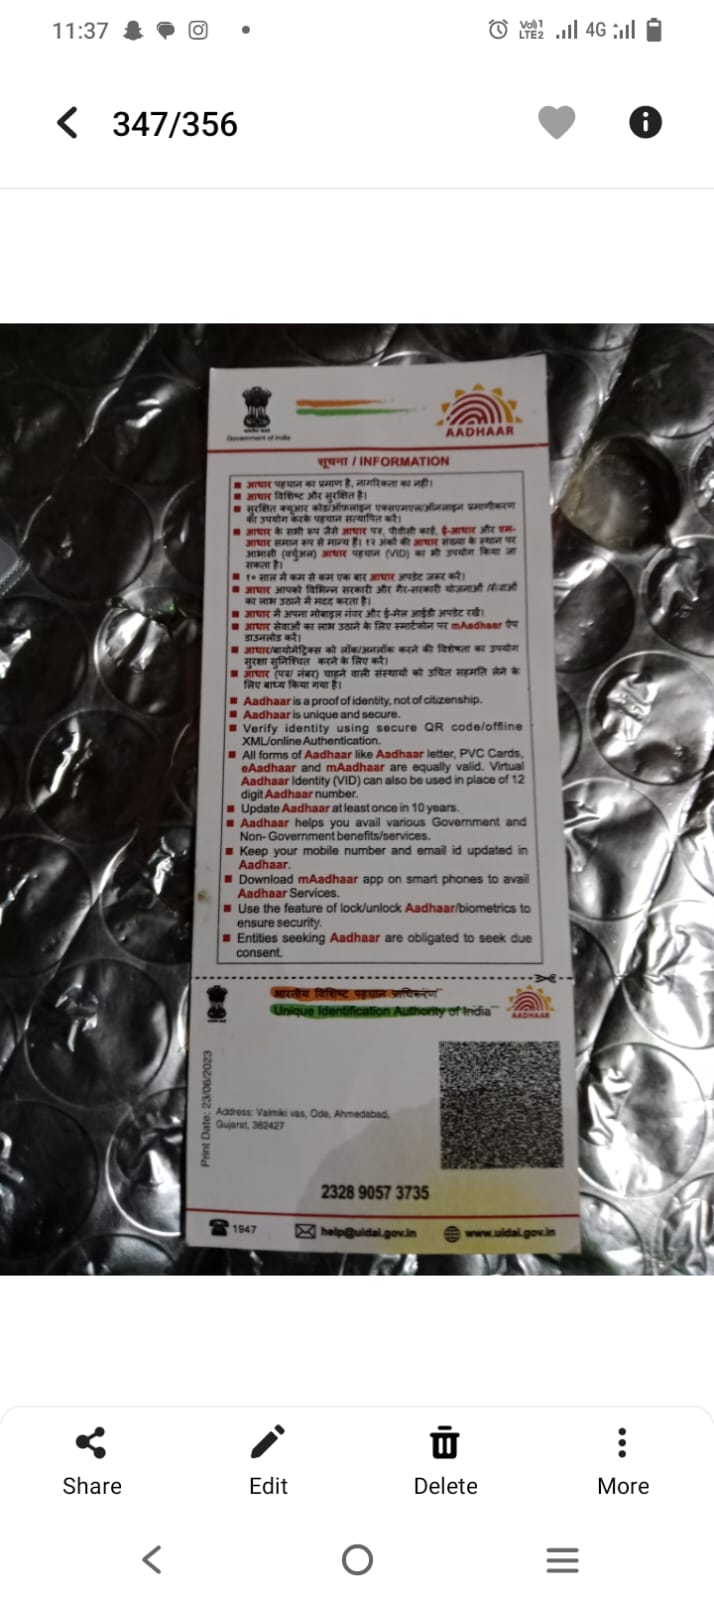 11:37
Vo)) 1
LTE2
4G
347/356
Government of India
AADHAAR
सूचना / INFORMATION
आधार पहचान का प्रमाण है, नागरिकता का नहीं।
आधार विशिष्ट और सुरक्षित है।
सुरक्षित क्यूआर कोड/ऑफ़लाइन एक्सएमएल/ऑनलाइन प्रमाणीकरण
का उपयोग करके पहचान सत्यापित करें।
आधार के सभी रूप जैसे आधार पत्र, पीवीसी कार्ड, ई-आधार और एम-
आधार समान रूप से मान्य हैं। १२ अंकों की आधार संख्या के स्थान पर
आभासी (वर्चुअल) आधार पहचान (VID) का भी उपयोग किया जा
सकता है।
१० साल में कम से कम एक बार आधार अपडेट जरूर करें।
आधार आपको विभिन्न सरकारी और गैर-सरकारी योजनाओं /सेवाओं
का लाभ उठाने में मदद करता है।
आधार में अपना मोबाइल नंबर और ई-मेल आईडी अपडेट रखें।
आधार सेवाओं का लाभ उठाने के लिए स्मार्टफोन पर mAadhaar ऐप
डाउनलोड करें।
आधार/बायोमेट्रिक्स को लॉक/अनलॉक करने की विशेषता का उपयोग
सुरक्षा सुनिश्चित करने के लिए करें।
आधार (पत्र/ नंबर) चाहने वाली संस्थायों को उचित सहमति लेने के
लिए बाध्य किया गया है।
Aadhaar is a proof of identity, not of citizenship.
Aadhaar is unique and secure.
Verify identity using secure QR code/offline
XML/online Authentication.
All forms of Aadhaar like Aadhaar letter, PVC Cards,
eAadhaar and mAadhaar are equally valid. Virtual
Aadhaar Identity (VID) can also be used in place of 12
digit Aadhaar number.
Update Aadhaar at least once in 10 years.
Aadhaar helps you avail various Government and
Non- Government benefits/services.
Keep your mobile number and email id updated in
Aadhaar.
Download mAadhaar app on smart phones to avail
Aadhaar Services.
Use the feature of lock/unlock Aadhaar/biometrics to
ensure security.
Entities seeking Aadhaar are obligated to seek due
consent.
भारतीय विशिष्ट पहचान प्राधिकरण
Unique Identification Authority of India
AADHAAR
Print Date: 23/06/2023
Address: Valmiki vas, Ode, Ahmedabad,
Gujarat, 382427
2328 9057 3735
1947
help@uidai.gov.in
www.uidai.gov.in
Share
Edit
Delete
More